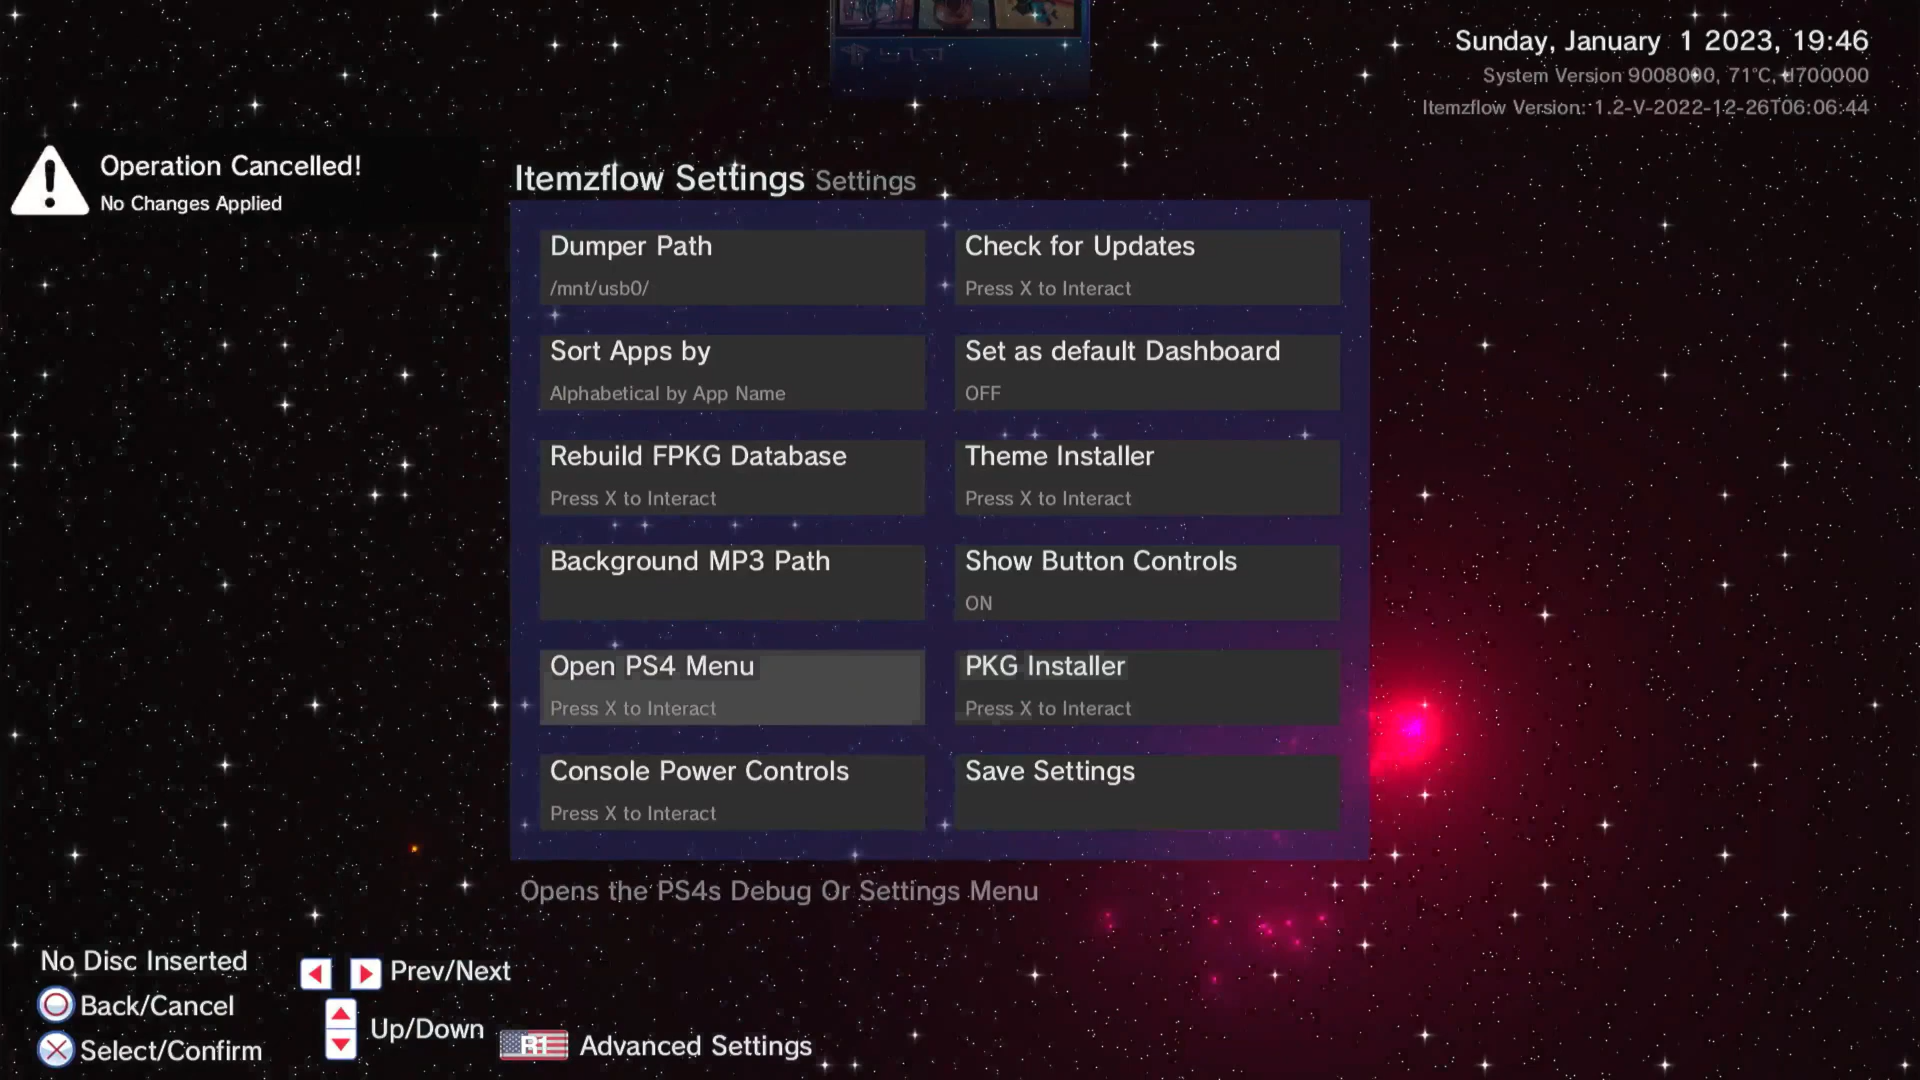 Sunday, January 1 2023, 19:46
System Version 9008000, 71°C, d700000
Itemzflow Version: 1.2-V-2022-12-26T06:06:44
Operation Cancelled!
No Changes Applied
Itemzflow Settings Settings
Dumper Path
/mnt/usb0/
Check for Updates
Press X to Interact
Sort Apps by
Alphabetical by App Name
Set as default Dashboard
OFF
Rebuild FPKG Database
Press X to Interact
Theme Installer
Press X to Interact
Background MP3 Path
Show Button Controls
ON
Open PS4 Menu
Press X to Interact
PKG Installer
Press X to Interact
Console Power Controls
Press X to Interact
Save Settings
Opens the PS4s Debug Or Settings Menu
No Disc Inserted
Prev/Next
Back/Cancel
Up/Down
Select/Confirm
R1 Advanced Settings